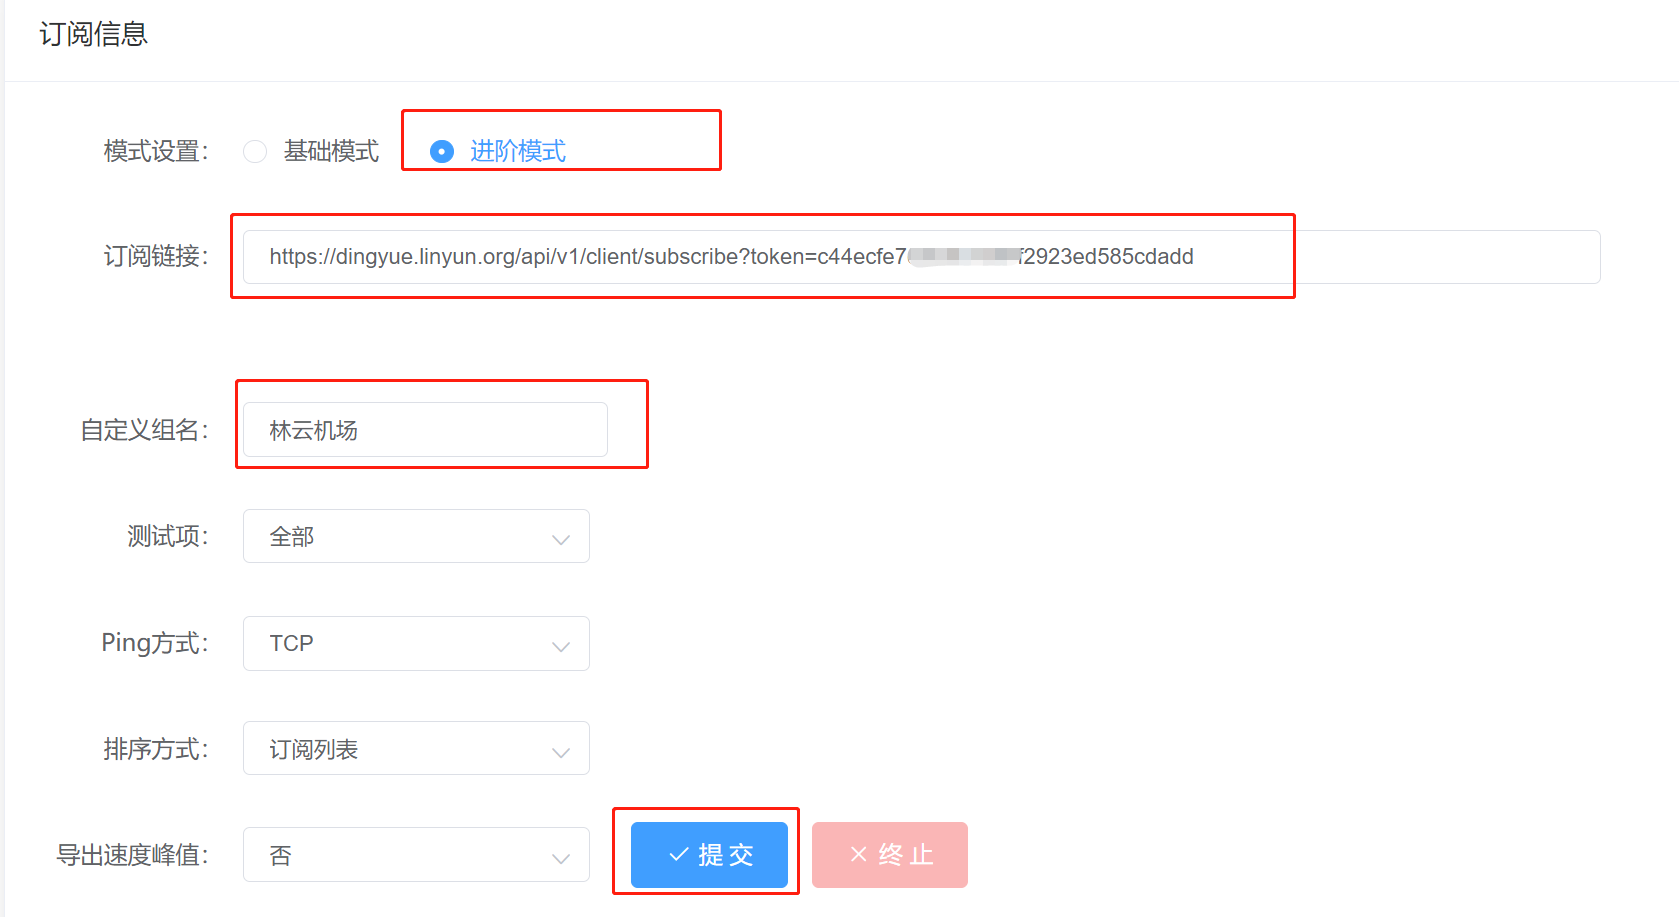 订阅信息
模式设置： 基础模式 进阶模式
订阅链接： https://dingyue.linyun.org/api/v1/client/subscribe?token=c44ecfe7 f2923ed585cdadd
自定义组名： 林云机场
测试项： 全部
Ping方式： TCP
排序方式： 订阅列表
导出速度峰值： 否 提交 终止